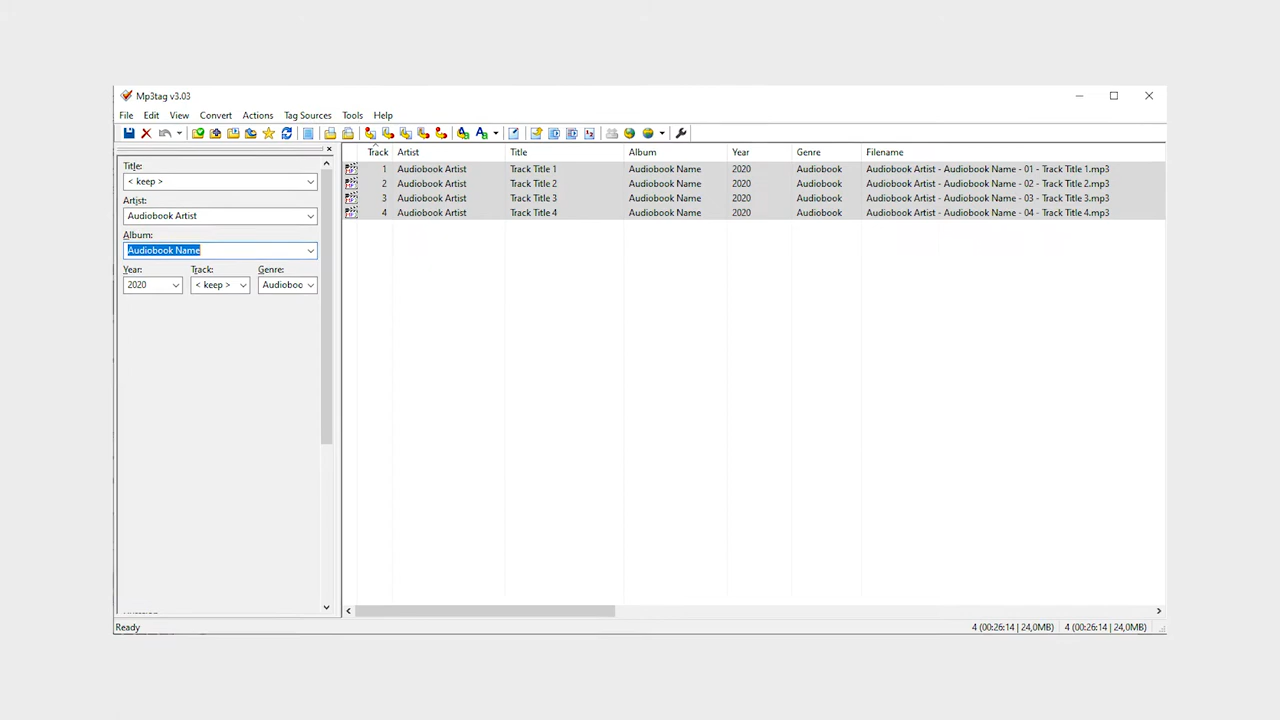 Mp3tag v3.03
File Edit View Convert Actions Tag Sources Tools Help
Title:
< keep >
Artist:
Audiobook Artist
Album:
Audiobook Name
Year: Track: Genre:
2020 < keep > Audioboo
Track Artist Title Album Year Genre Filename
1 Audiobook Artist Track Title 1 Audiobook Name 2020 Audiobook Audiobook Artist - Audiobook Name - 01 - Track Title 1.mp3
2 Audiobook Artist Track Title 2 Audiobook Name 2020 Audiobook Audiobook Artist - Audiobook Name - 02 - Track Title 2.mp3
3 Audiobook Artist Track Title 3 Audiobook Name 2020 Audiobook Audiobook Artist - Audiobook Name - 03 - Track Title 3.mp3
4 Audiobook Artist Track Title 4 Audiobook Name 2020 Audiobook Audiobook Artist - Audiobook Name - 04 - Track Title 4.mp3
Ready 4 (00:26:14 | 24,0MB) 4 (00:26:14 | 24,0MB)